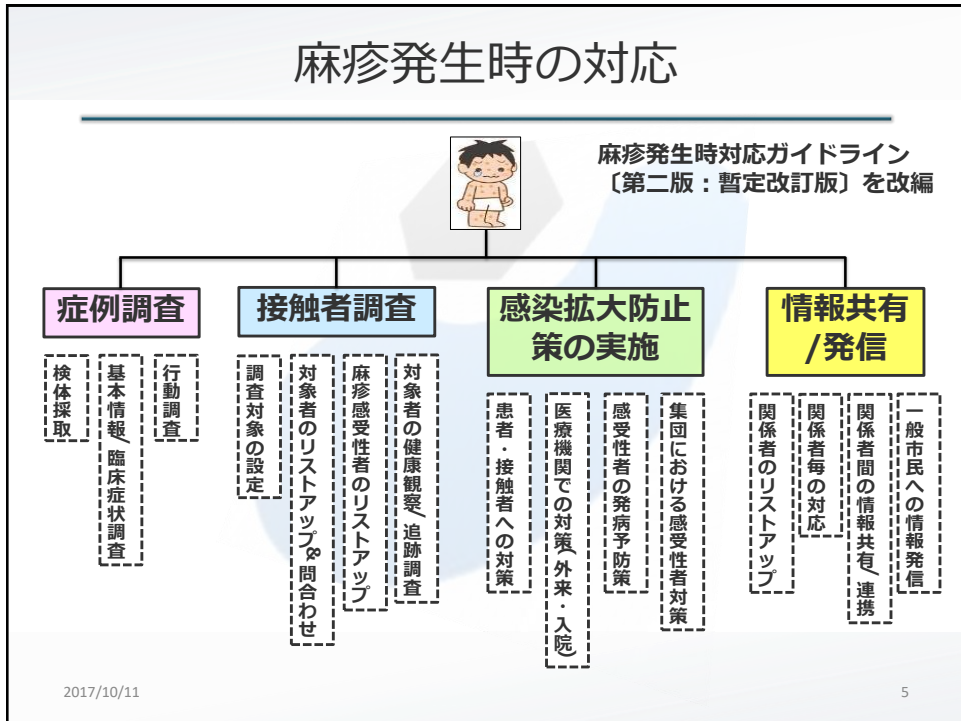 麻疹発生時の対応
麻疹発生時対応ガイドライン
〔第二版：暫定改訂版〕を改編
症例調査
検体採取
基本情報/臨床症状調査
行動調査
接触者調査
調査対象の設定
対象者のリストアップ&問合わせ
麻疹感受性者のリストアップ
対象者の健康観察/追跡調査
感染拡大防止
策の実施
患者・接触者への対策
医療機関での対策(外来・入院)
感受性者の発病予防策
集団における感受性者対策
情報共有
/発信
関係者のリストアップ
関係者毎の対応
関係者間の情報共有/連携
一般市民への情報発信
2017/10/11
5